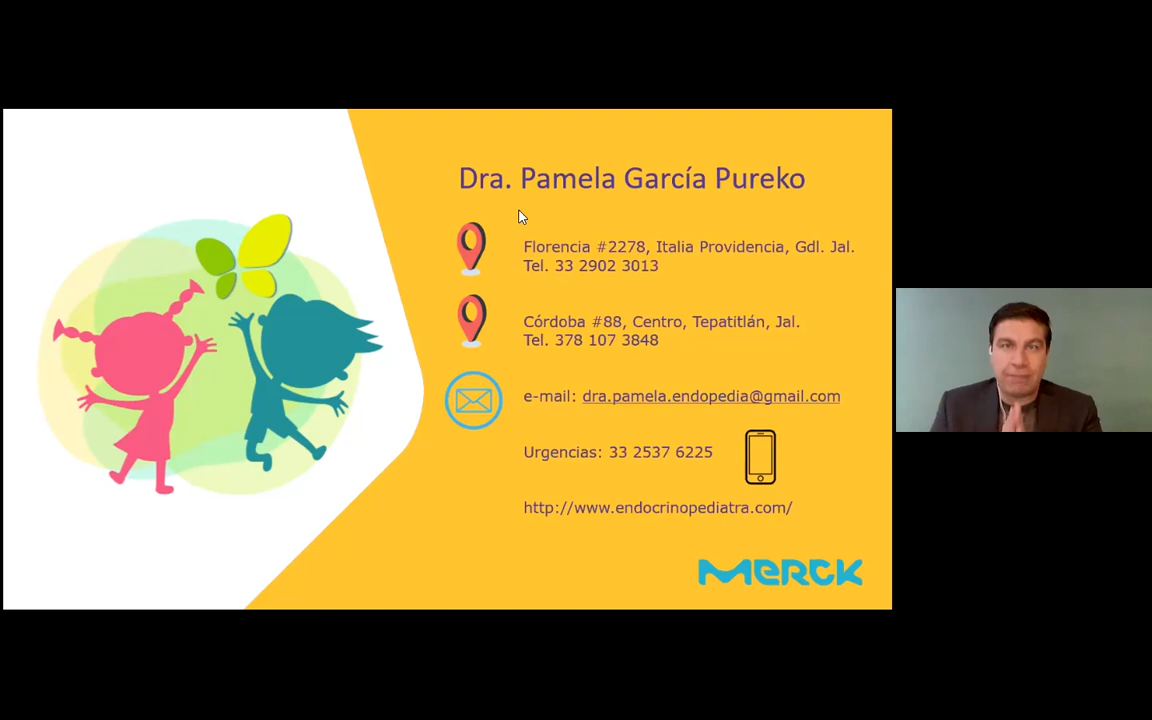 Dra. Pamela García Pureko
Florencia #2278, Italia Providencia, Gdl. Jal.
Tel. 33 2902 3013
Córdoba #88, Centro, Tepatitlán, Jal.
Tel. 378 107 3848
e-mail: dra.pamela.endopedia@gmail.com
Urgencias: 33 2537 6225
http://www.endocrinopediatra.com/
MERCK